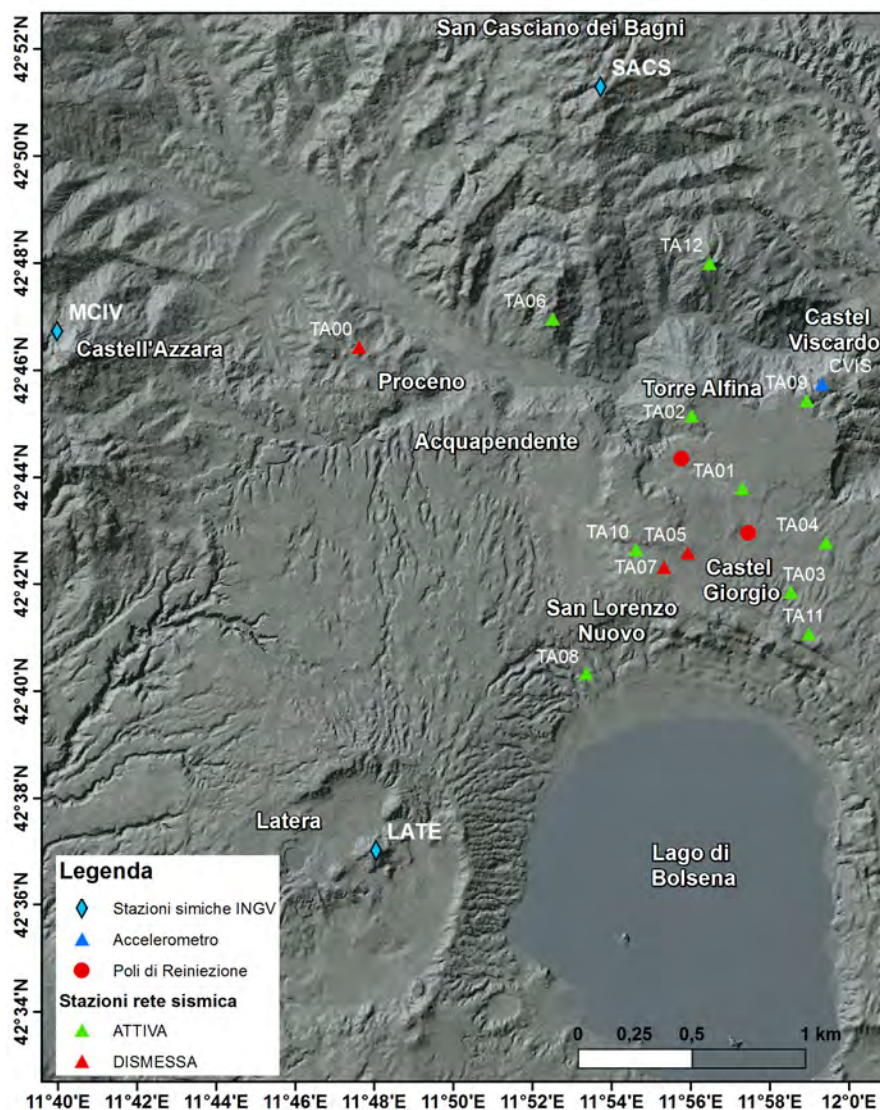 San Casciano dei Bagni
SACS
42°52'N
42°50'N
42°48'N
42°46'N
42°44'N
42°42'N
42°40'N
42°38'N
42°36'N
42°34'N
TA12
MCIV
Castell'Azzara
TA06
TA00
Castel
Viscardo
CVIS
Proceno
Torre Alfina
TA09
TA02
Acquapendente
TA01
TA10
TA05
TA04
TA07
Castel
Giorgio
TA03
San Lorenzo
Nuovo
TA11
TA08
Latera
LATE
Lago di
Bolsena
Legenda
Stazioni simiche INGV
Accelerometro
Poli di Reiniezione
Stazioni rete sismica
ATTIVA
DISMESSA
0 0,25 0,5 1 km
11°40'E 11°42'E 11°44'E 11°46'E 11°48'E 11°50'E 11°52'E 11°54'E 11°56'E 11°58'E 12°0'E